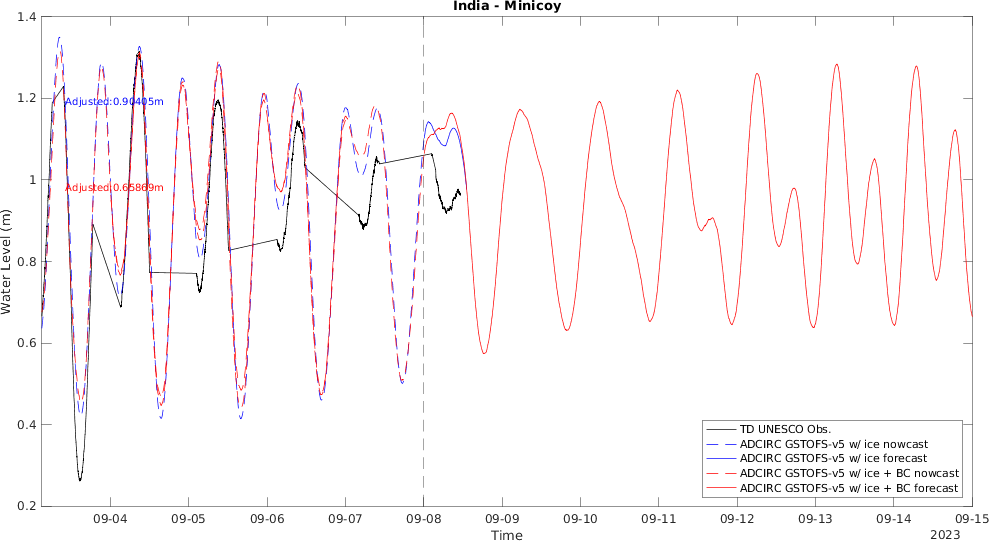 India - Minicoy
1.4
1.2
1
0.8
0.6
0.4
0.2
Water Level (m)
Adjusted:0.90405m
Adjusted:0.65869m
TD UNESCO Obs.
ADCIRC GSTOFS-v5 w/ ice nowcast
ADCIRC GSTOFS-v5 w/ ice forecast
ADCIRC GSTOFS-v5 w/ ice + BC nowcast
ADCIRC GSTOFS-v5 w/ ice + BC forecast
09-04 09-05 09-06 09-07 09-08 09-09 09-10 09-11 09-12 09-13 09-14 09-15
Time
2023